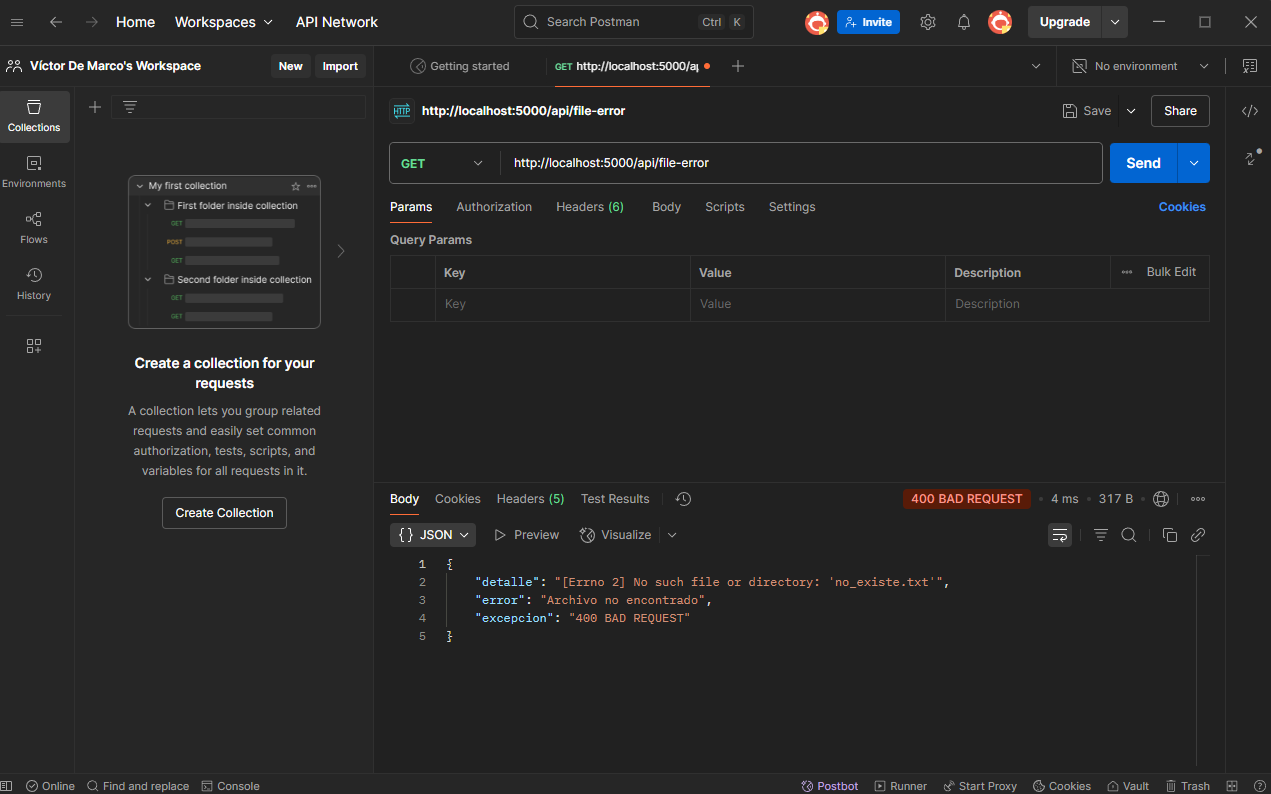 Home
Workspaces
API Network
Search Postman
Ctrl
K
Invite
Upgrade
Víctor De Marco's Workspace
New
Import
Getting started
GET http://localhost:5000/ap
No environment
Collections
Environments
Flows
History
My first collection
First folder inside collection
GET
POST
GET
Second folder inside collection
GET
GET
Create a collection for your
requests
A collection lets you group related
requests and easily set common
authorization, tests, scripts, and
variables for all requests in it.
Create Collection
HTTP
http://localhost:5000/api/file-error
Save
Share
GET
http://localhost:5000/api/file-error
Send
Params
Authorization
Headers (6)
Body
Scripts
Settings
Cookies
Query Params
Key
Value
Description
Bulk Edit
Key
Value
Description
Body
Cookies
Headers (5)
Test Results
400 BAD REQUEST
4 ms
317 B
{} JSON
Preview
Visualize
1 {
2 "detalle": "[Errno 2] No such file or directory: 'no_existe.txt'",
3 "error": "Archivo no encontrado",
4 "excepcion": "400 BAD REQUEST"
5 }
Online
Find and replace
Console
Postbot
Runner
Start Proxy
Cookies
Vault
Trash